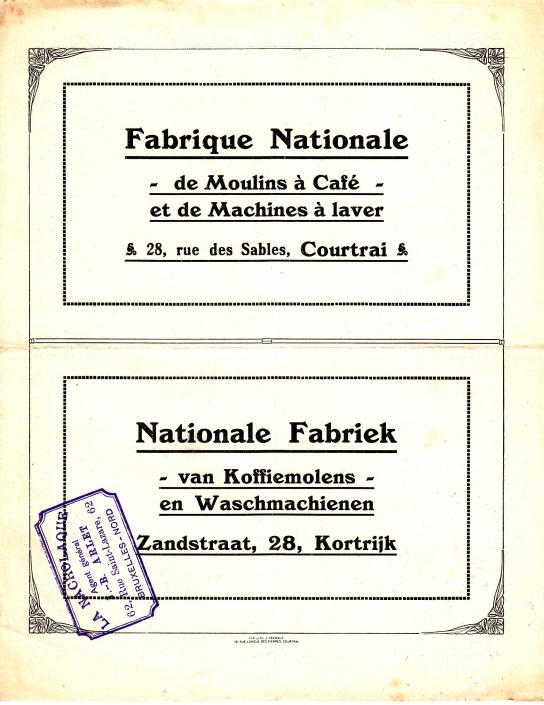 Fabrique Nationale
- de Moulins à Café -
et de Machines à laver
28, rue des Sables, Courtrai
Nationale Fabriek
- van Koffiemolens -
en Waschmachienen
Zandstraat, 28, Kortrijk
LA NACROLAQUE
Agent général
J.-B. ARLET
62, Rue Saint-Lazare, 62
BRUXELLES-NORD